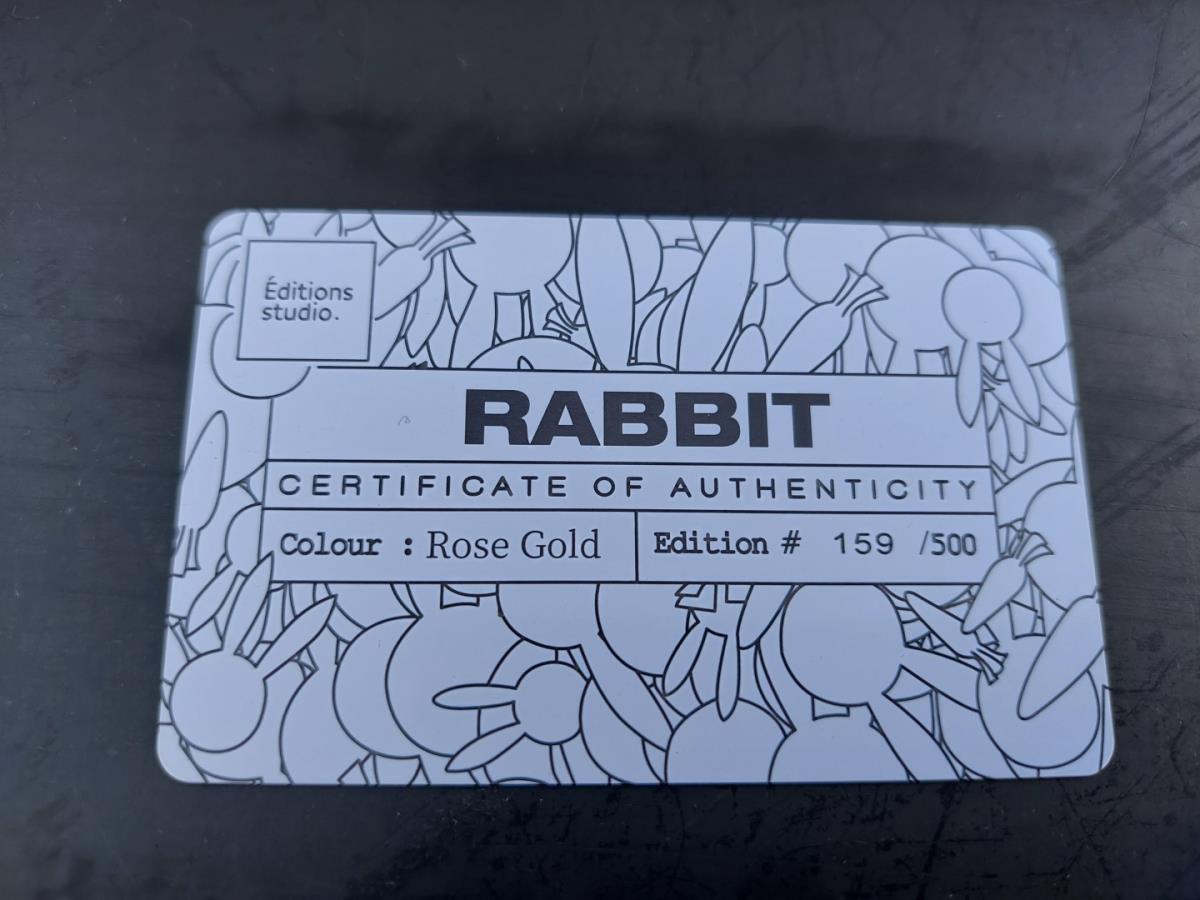 Éditions
studio.
RABBIT
CERTIFICATE OF AUTHENTICITY
Colour : Rose Gold
Edition # 159 /500